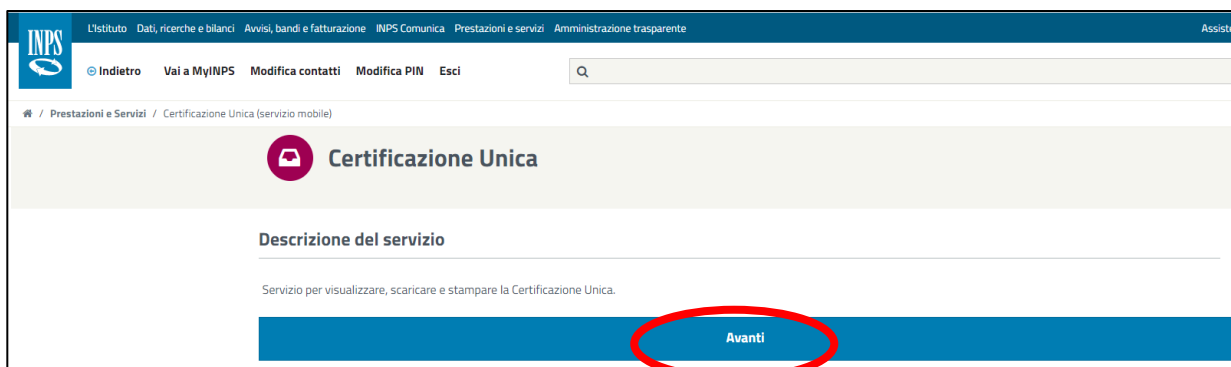 L'Istituto Dati, ricerche e bilanci Avvisi, bandi e fatturazione INPS Comunica Prestazioni e servizi Amministrazione trasparente
INPS
Indietro Vai a MyINPS Modifica contatti Modifica PIN Esci
/ Prestazioni e Servizi / Certificazione Unica (servizio mobile)
Certificazione Unica
Descrizione del servizio
Servizio per visualizzare, scaricare e stampare la Certificazione Unica.
Avanti